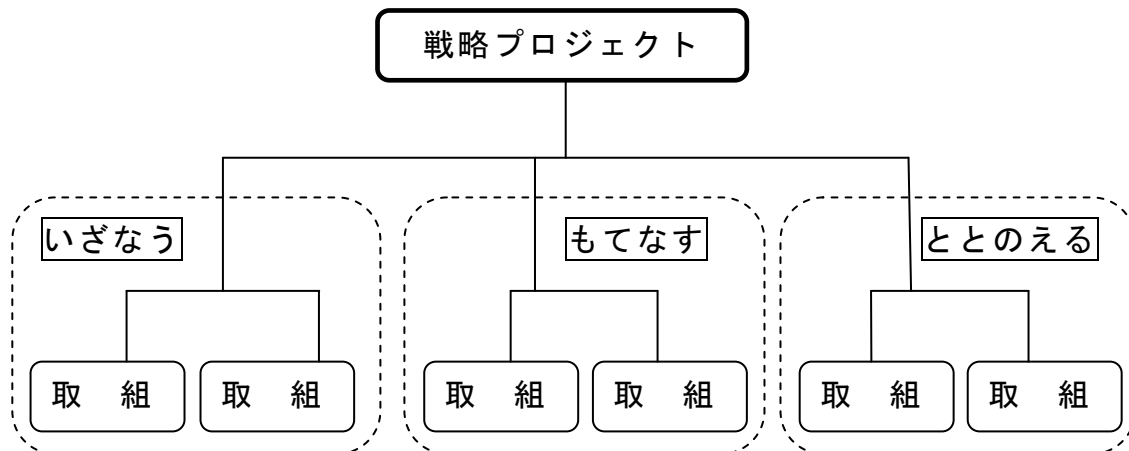 戦略プロジェクト
いざなう
もてなす
ととのえる
取　組
取　組
取　組
取　組
取　組
取　組